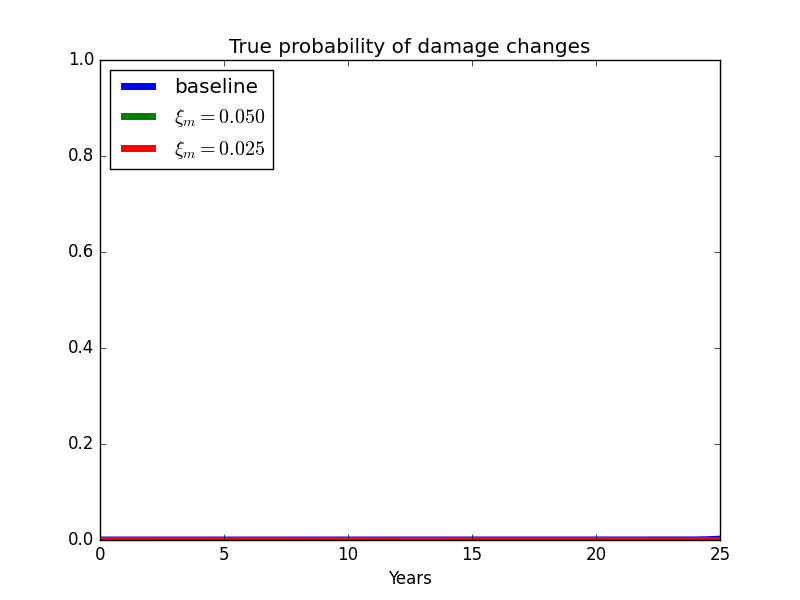 True probability of damage changes
1.0
baseline
ξₘ = 0.050
ξₘ = 0.025
0.8
0.6
0.4
0.2
0.0
0 5 10 15 20 25
Years